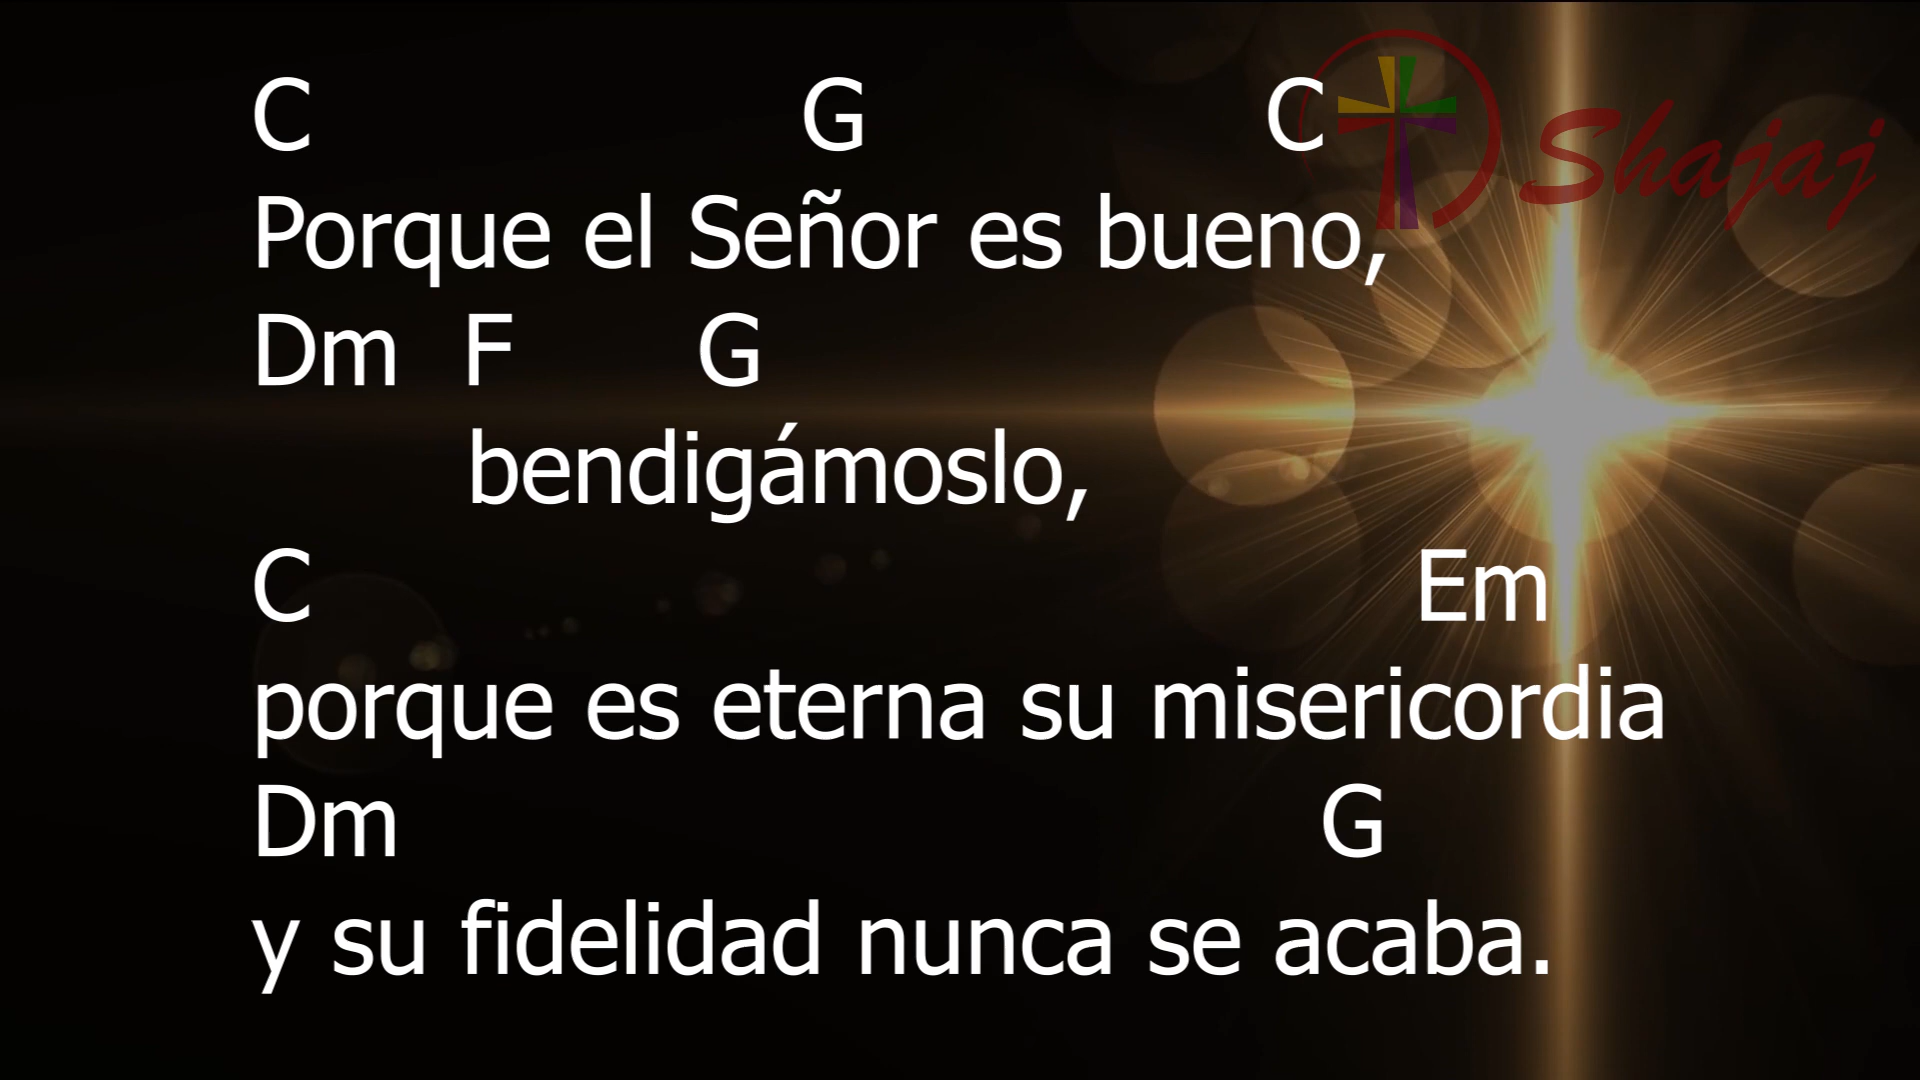 C G C
Shajaj
Porque el Señor es bueno,
Dm F G
bendigámoslo,
C Em
porque es eterna su misericordia
Dm G
y su fidelidad nunca se acaba.